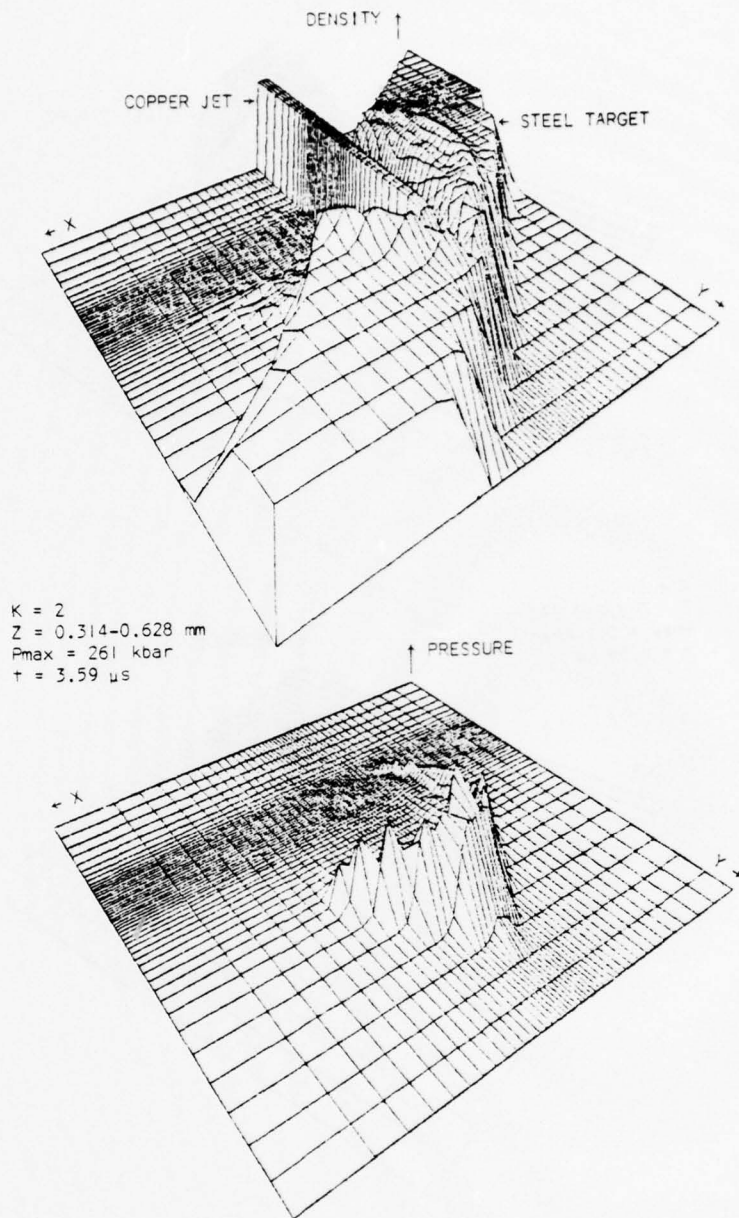 DENSITY ↑
COPPER JET →
← STEEL TARGET
← X
Y →
K = 2
Z = 0.314-0.628 mm
Pmax = 261 kbar
t = 3.59 µs
↑ PRESSURE
← X
Y →